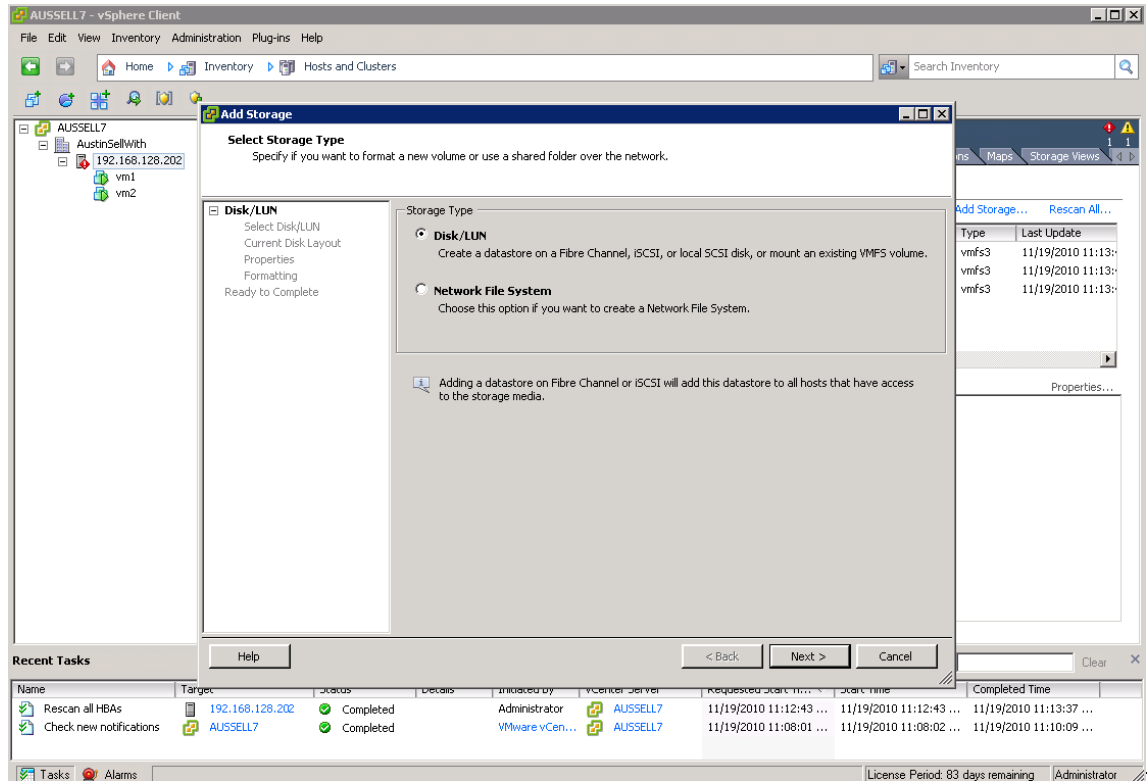 AUSSELL7 - vSphere Client
File Edit View Inventory Administration Plug-ins Help
Home Inventory Hosts and Clusters Search Inventory
AUSSELL7
AustinSellWith
192.168.128.202
vm1
vm2
Add Storage
Select Storage Type
Specify if you want to format a new volume or use a shared folder over the network.
Disk/LUN
Select Disk/LUN
Current Disk Layout
Properties
Formatting
Ready to Complete
Storage Type
Disk/LUN
Create a datastore on a Fibre Channel, iSCSI, or local SCSI disk, or mount an existing VMFS volume.
Network File System
Choose this option if you want to create a Network File System.
Adding a datastore on Fibre Channel or iSCSI will add this datastore to all hosts that have access
to the storage media.
Help < Back Next > Cancel
1 1
ns Maps Storage Views
Add Storage... Rescan All...
Type Last Update
vmfs3 11/19/2010 11:13:
vmfs3 11/19/2010 11:13:
vmfs3 11/19/2010 11:13:
Properties...
Recent Tasks Clear
Name Target Status Details Initiated by vCenter Server Requested Start Ti... Start Time Completed Time
Rescan all HBAs 192.168.128.202 Completed Administrator AUSSELL7 11/19/2010 11:12:43 ... 11/19/2010 11:12:43 ... 11/19/2010 11:13:37 ...
Check new notifications AUSSELL7 Completed VMware vCen... AUSSELL7 11/19/2010 11:08:01 ... 11/19/2010 11:08:02 ... 11/19/2010 11:10:09 ...
Tasks Alarms License Period: 83 days remaining Administrator